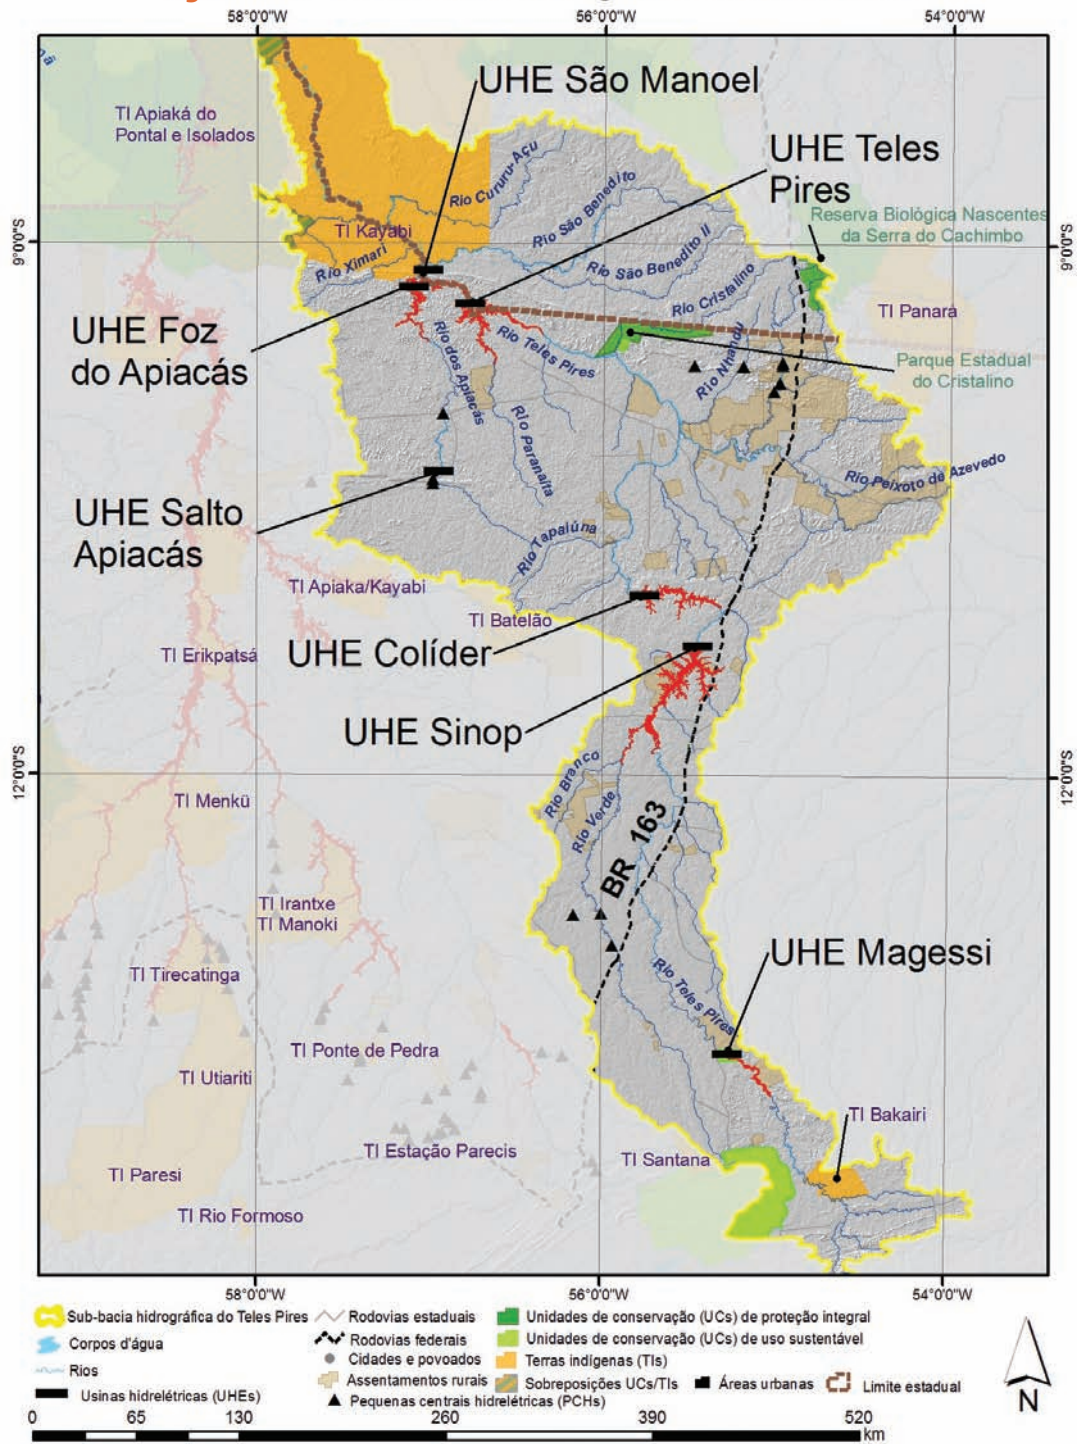 58°0'0"W
56°0'0"W
54°0'0"W
UHE São Manoel
TI Apiaká do
Pontal e Isolados
UHE Teles
Pires
Rio Cururu-Açu
Rio São Benedito
Reserva Biológica Nascentes
da Serra do Cachimbo
9°0'0"S
9°0'0"S
TI Kayabi
Rio Ximari
Rio São Benedito II
Rio Cristalino
TI Panará
UHE Foz
do Apiacás
Rio dos Apiacás
Rio Teles Pires
Rio Nhandu
Parque Estadual
do Cristalino
Rio Paranaíta
Rio Peixoto de Azevedo
UHE Salto
Apiacás
Rio Tapaiúna
TI Apiaka/Kayabi
TI Batelão
UHE Colíder
TI Erikpatsá
UHE Sinop
12°0'0"S
12°0'0"S
Rio Branco
TI Menkü
Rio Verde
BR 163
TI Irantxe
TI Manoki
UHE Magessi
TI Tirecatinga
Rio Teles Pires
TI Ponte de Pedra
TI Utiariti
TI Bakairi
TI Estação Parecis
TI Santana
TI Paresi
TI Rio Formoso
58°0'0"W
56°0'0"W
54°0'0"W
Sub-bacia hidrográfica do Teles Pires
Rodovias estaduais
Unidades de conservação (UCs) de proteção integral
Corpos d'água
Rodovias federais
Unidades de conservação (UCs) de uso sustentável
Cidades e povoados
Terras indígenas (TIs)
Rios
Assentamentos rurais
Sobreposições UCs/TIs
Áreas urbanas
Limite estadual
Usinas hidrelétricas (UHEs)
Pequenas centrais hidrelétricas (PCHs)
N
0 65 130 260 390 520
km